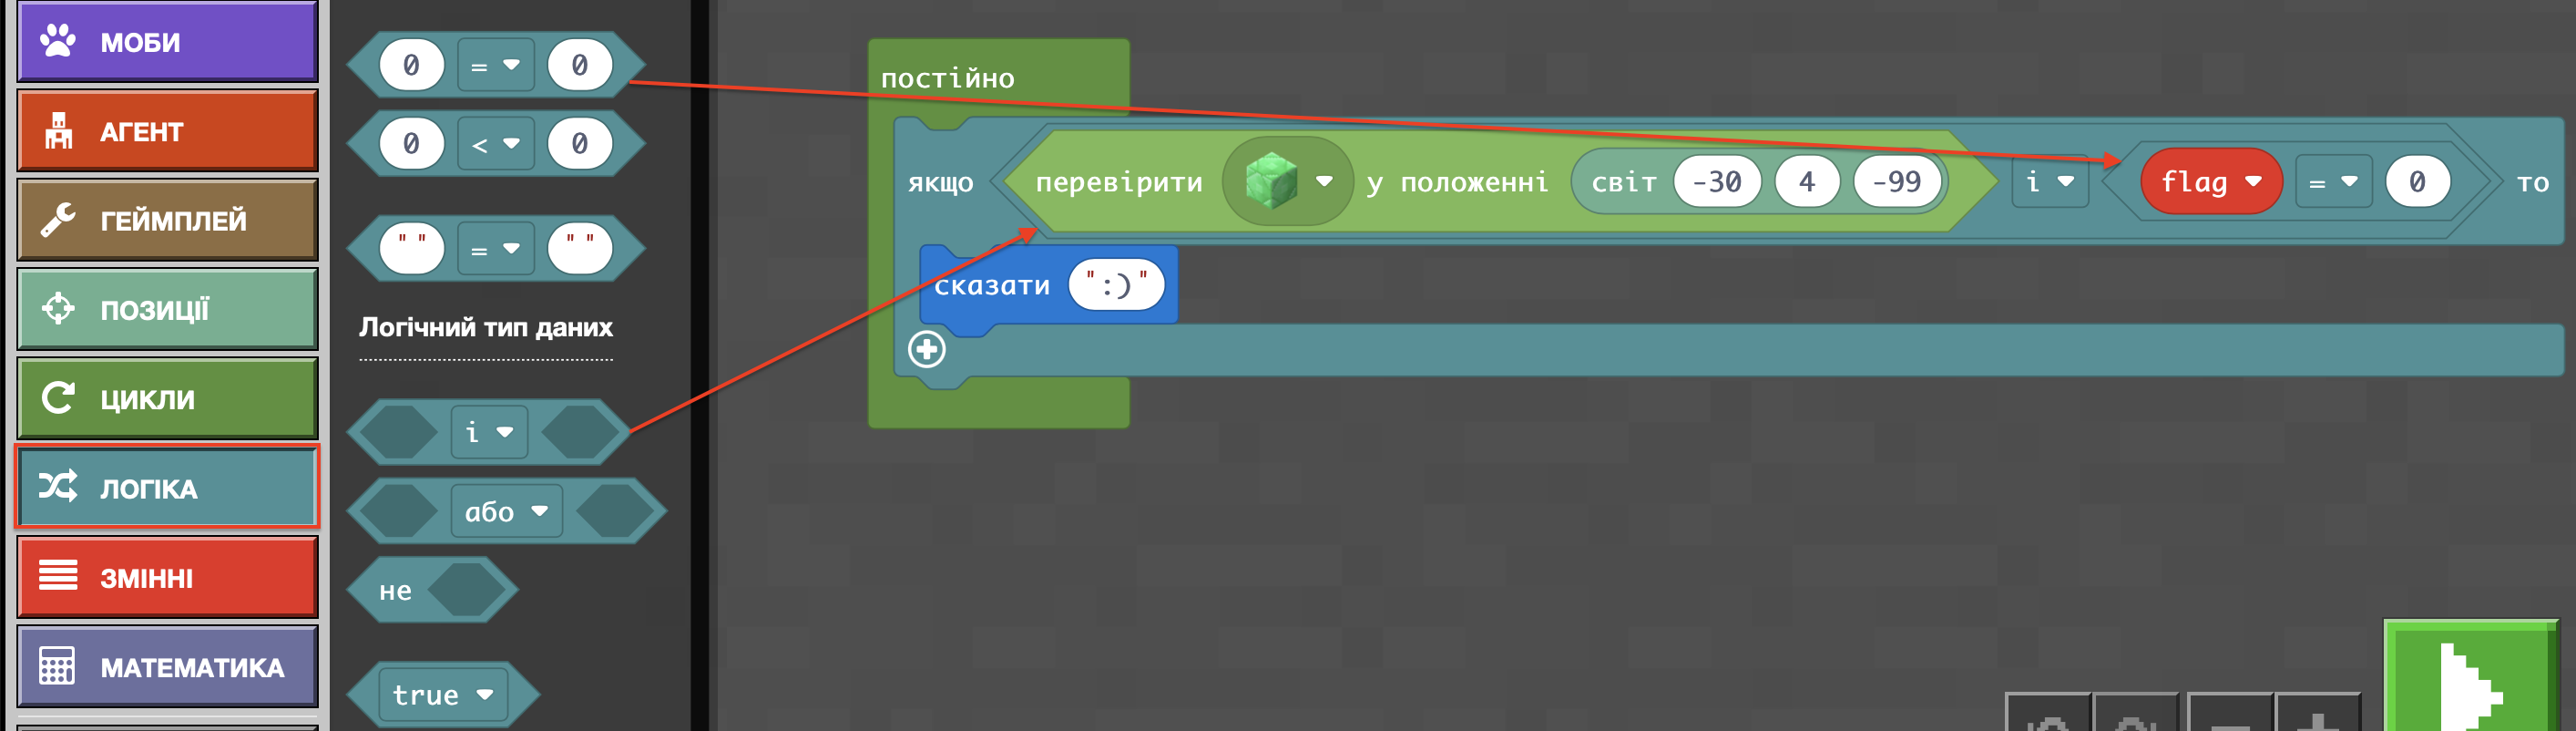 МОБИ
АГЕНТ
ГЕЙМПЛЕЙ
ПОЗИЦІЇ
ЦИКЛИ
ЛОГІКА
ЗМІННІ
МАТЕМАТИКА
0 = 0
0 < 0
" " = " "
Логічний тип даних
і
або
не
true
постійно
якщо перевірити у положенні світ -30 4 -99 і flag = 0 то
сказати ":)"